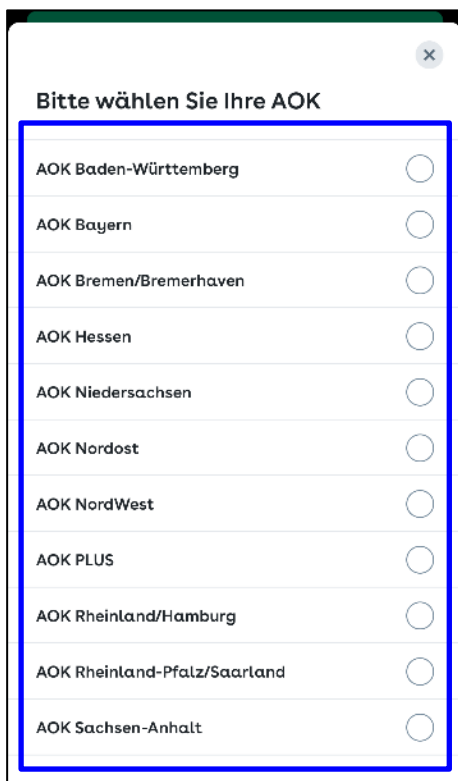 Bitte wählen Sie Ihre AOK
AOK Baden-Württemberg
AOK Bayern
AOK Bremen/Bremerhaven
AOK Hessen
AOK Niedersachsen
AOK Nordost
AOK NordWest
AOK PLUS
AOK Rheinland/Hamburg
AOK Rheinland-Pfalz/Saarland
AOK Sachsen-Anhalt